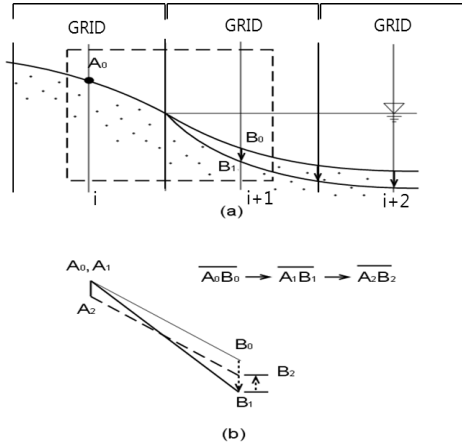 GRID GRID GRID
A₀
B₀
B₁
i i+1 i+2
(a)
A₀, A₁ A₀B₀ → A₁B₁ → A₂B₂
A₂
B₀
B₂
B₁
(b)